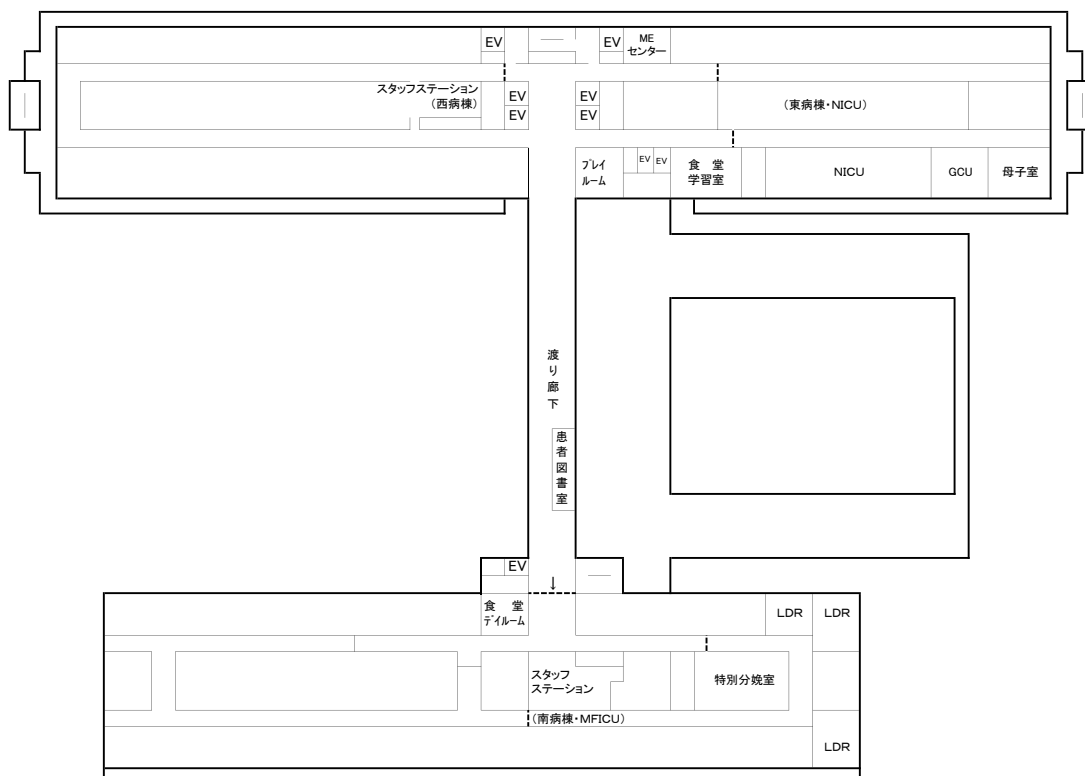 EV
EV
ME
センター
スタッフステーション
(西病棟)
EV
EV
EV
EV
(東病棟・NICU)
プレイ
ルーム
EV
EV
食 堂
学習室
NICU
GCU
母子室
渡り廊下
患者図書室
EV
↓
食 堂
デイルーム
LDR
LDR
スタッフ
ステーション
特別分娩室
(南病棟・MFICU)
LDR